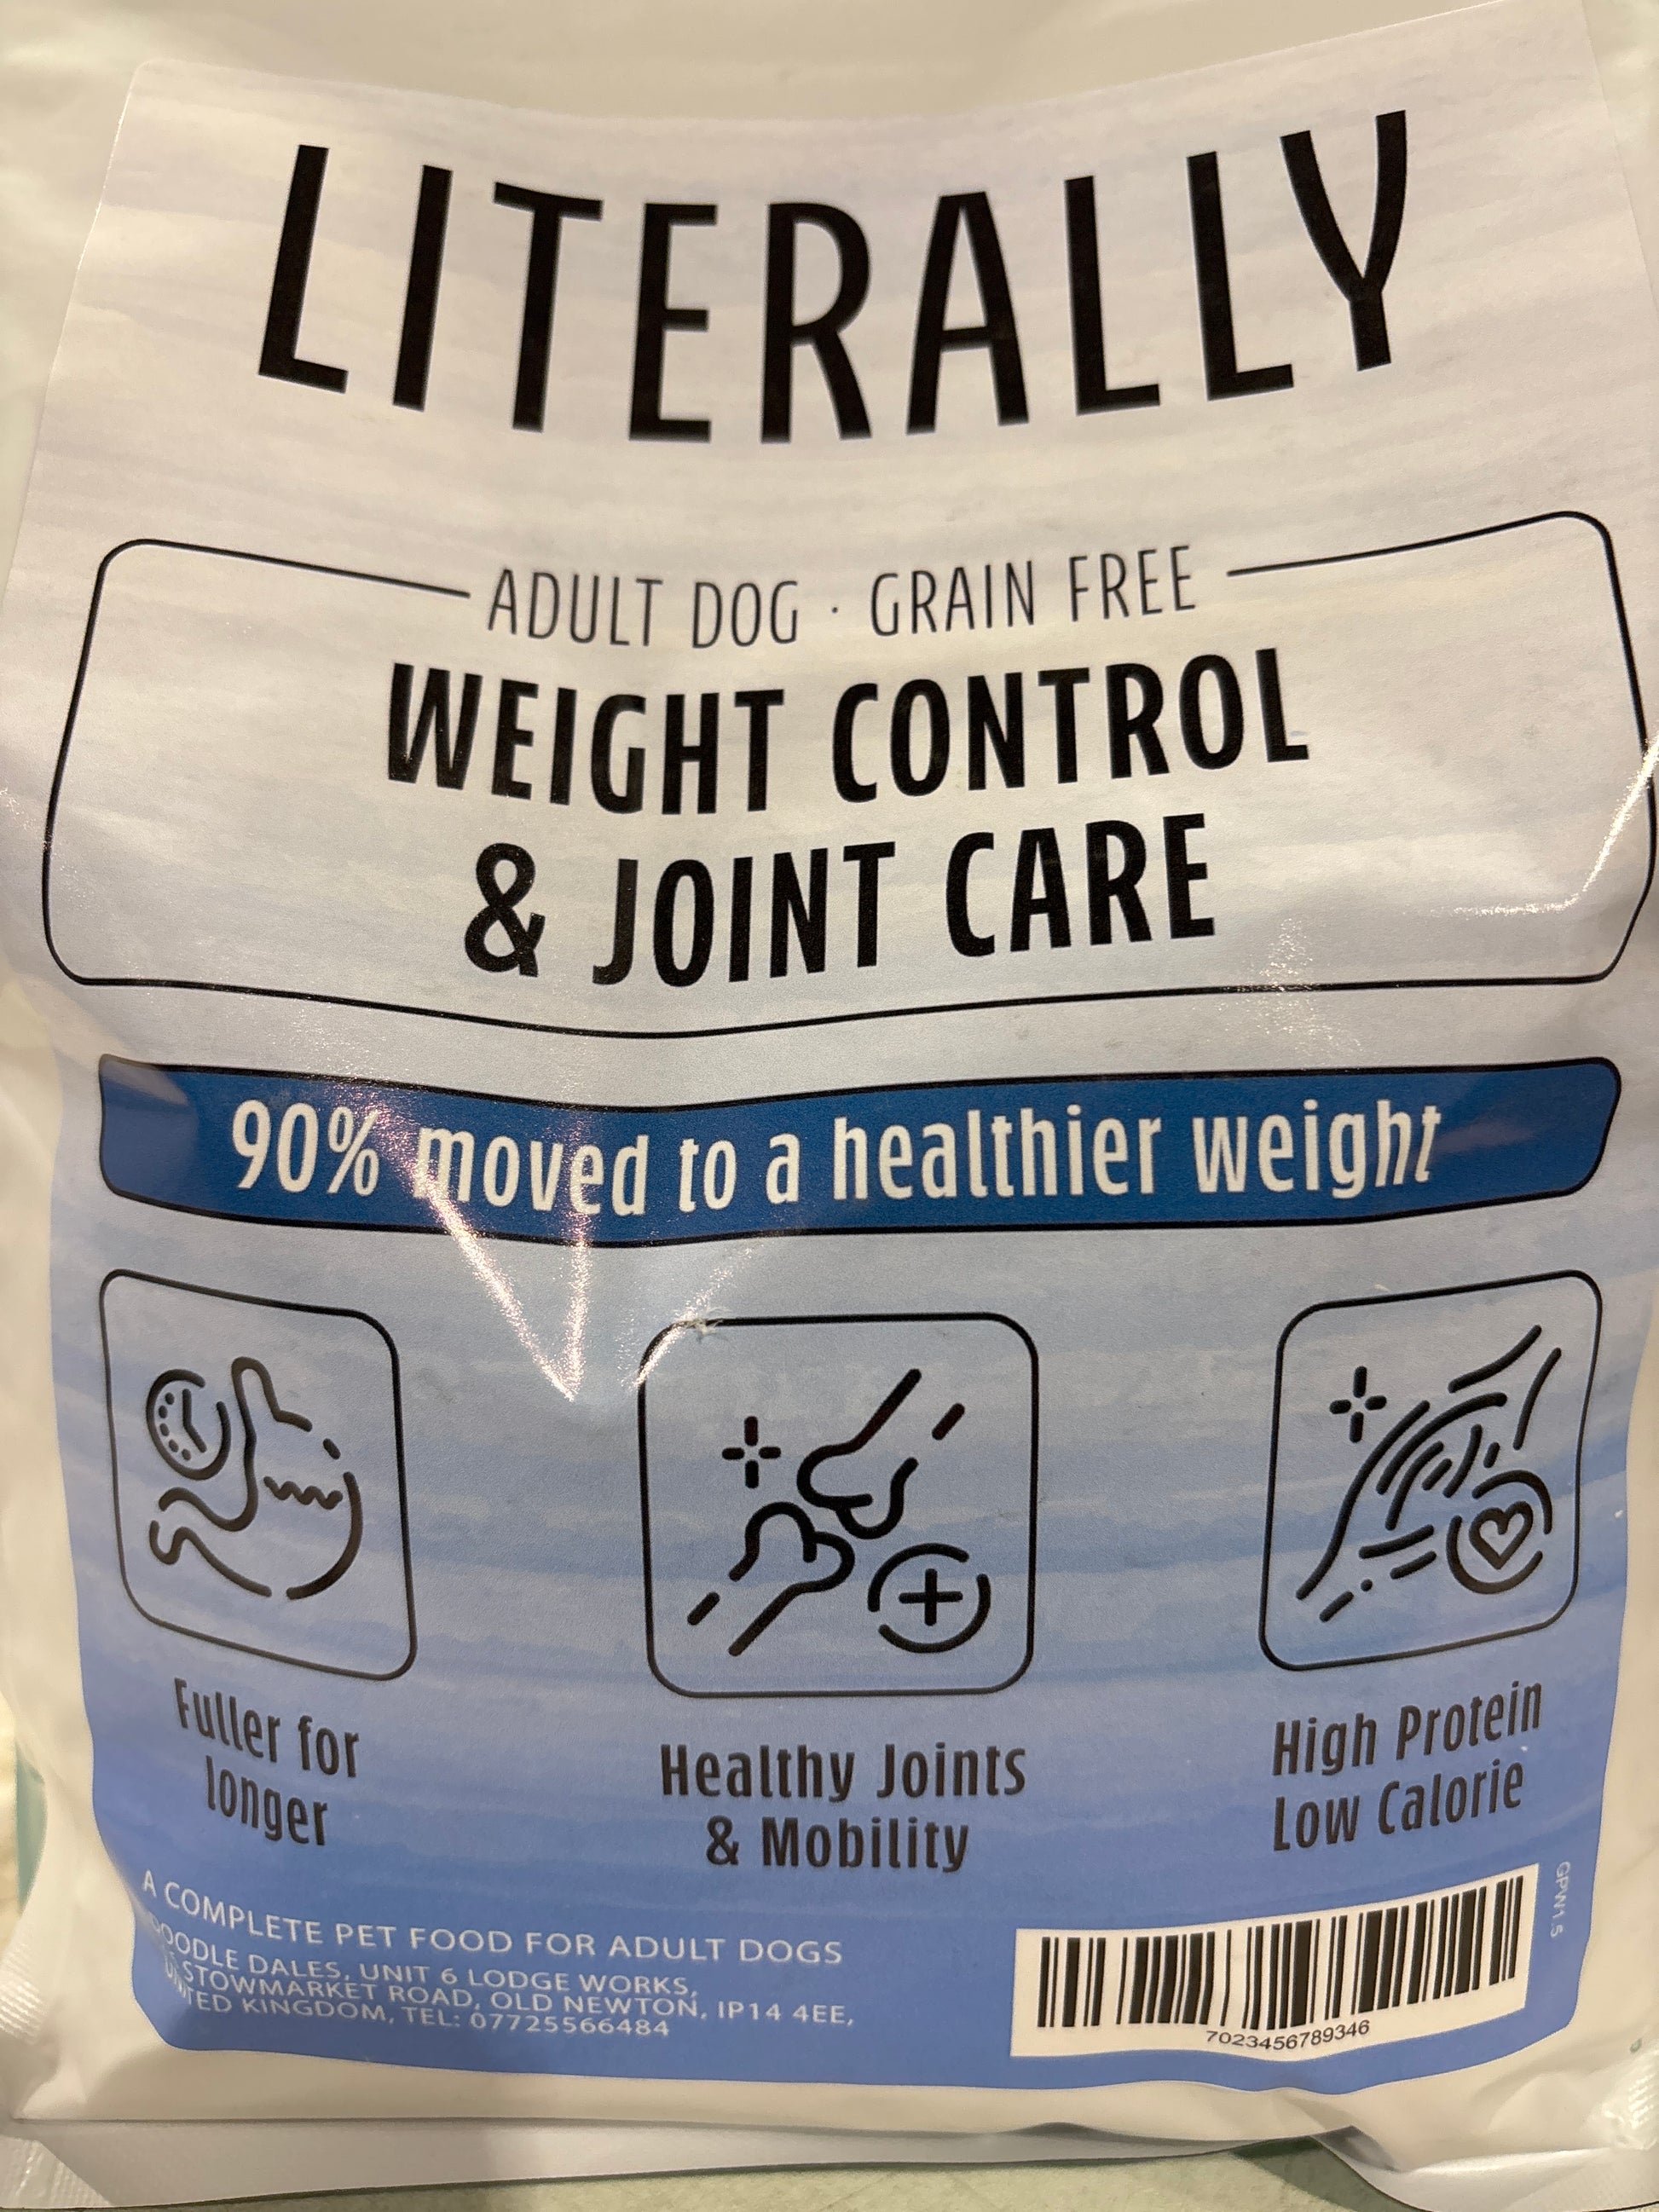 LITERALLY
ADULT DOG · GRAIN FREE
WEIGHT CONTROL
& JOINT CARE
90% moved to a healthier weight
Fuller for
longer
Healthy Joints
& Mobility
High Protein
Low Calorie
A COMPLETE PET FOOD FOR ADULT DOGS
DALES, UNIT 6 LODGE WORKS,
STOWMARKET ROAD, OLD NEWTON, IP14 4EE,
KINGDOM, TEL: 07725566484
7023456789346
GPW1.5